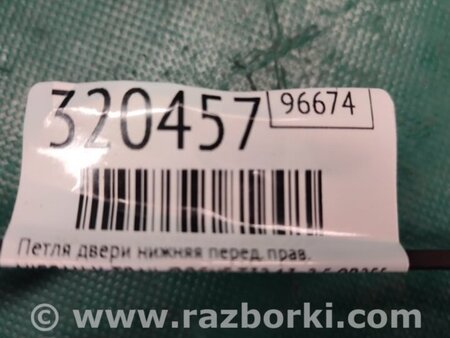 320457
96674
Петля двери нижняя перед. прав.
© www.razborki.com